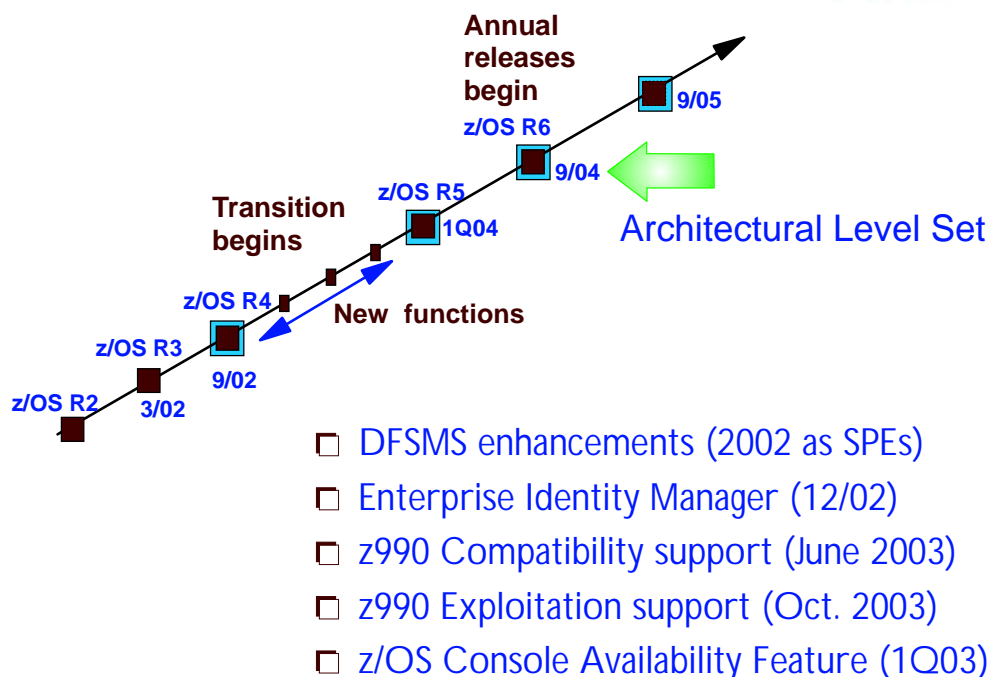 Annual
releases
begin
9/05
z/OS R6
9/04
z/OS R5
Transition
begins
1Q04
Architectural Level Set
z/OS R4
New functions
z/OS R3
9/02
z/OS R2
3/02
DFSMS enhancements (2002 as SPEs)
Enterprise Identity Manager (12/02)
z990 Compatibility support (June 2003)
z990 Exploitation support (Oct. 2003)
z/OS Console Availability Feature (1Q03)